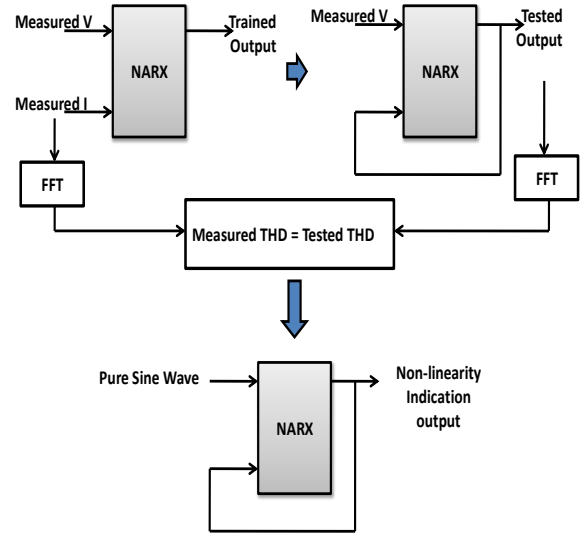 Measured V
Trained
Output
NARX
Measured I
FFT
Measured V
Tested
Output
NARX
FFT
Measured THD = Tested THD
Pure Sine Wave
NARX
Non-linearity
Indication
output